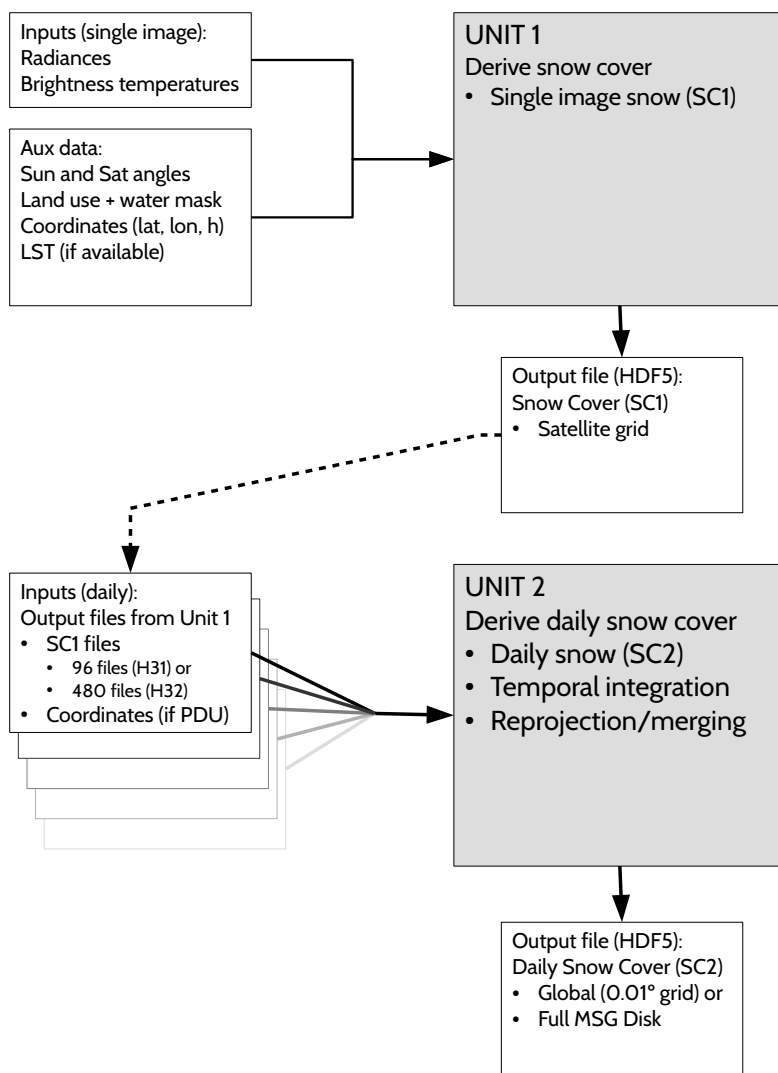 Inputs (single image):
Radiances
Brightness temperatures
UNIT 1
Derive snow cover
• Single image snow (SC1)
Aux data:
Sun and Sat angles
Land use + water mask
Coordinates (lat, lon, h)
LST (if available)
Output file (HDF5):
Snow Cover (SC1)
• Satellite grid
Inputs (daily):
Output files from Unit 1
• SC1 files
• 96 files (H31) or
• 480 files (H32)
• Coordinates (if PDU)
UNIT 2
Derive daily snow cover
• Daily snow (SC2)
• Temporal integration
• Reprojection/merging
Output file (HDF5):
Daily Snow Cover (SC2)
• Global (0.01º grid) or
• Full MSG Disk